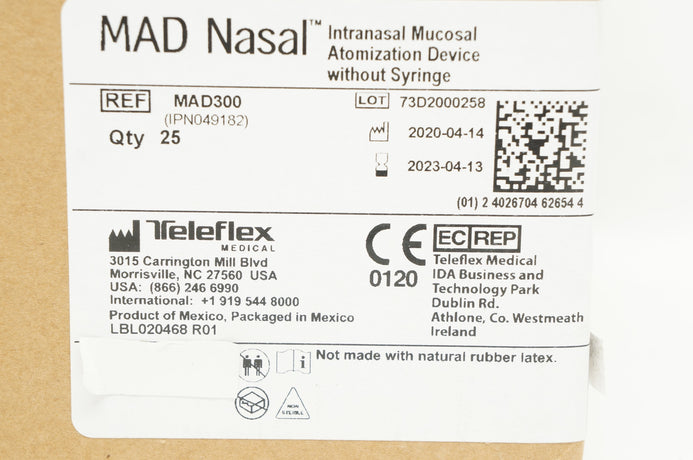 MAD Nasal™
Intranasal Mucosal
Atomization Device
without Syringe
REF MAD300
(IPN049182)
Qty 25
LOT 73D2000258
2020-04-14
2023-04-13
(01) 2 4026704 62654 4
Teleflex
MEDICAL
3015 Carrington Mill Blvd
Morrisville, NC 27560 USA
USA: (866) 246 6990
International: +1 919 544 8000
Product of Mexico, Packaged in Mexico
LBL020468 R01
CE
0120
EC REP
Teleflex Medical
IDA Business and
Technology Park
Dublin Rd.
Athlone, Co. Westmeath
Ireland
Not made with natural rubber latex.
NON
STERILE